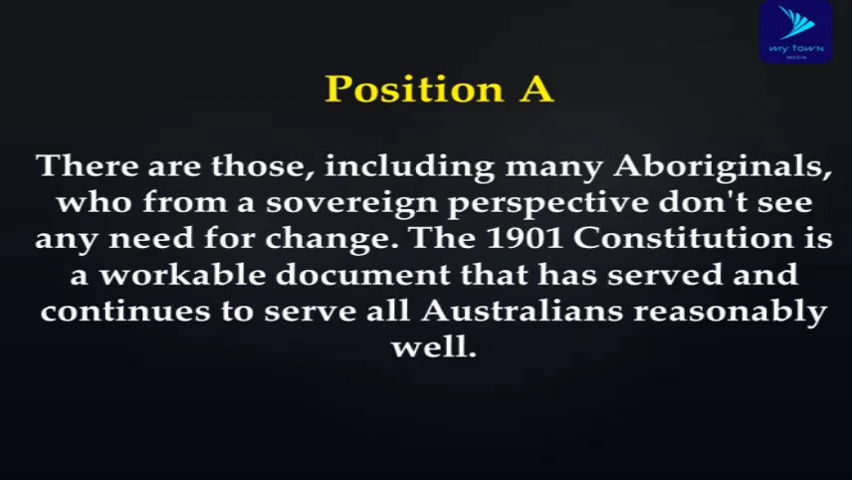 my town
MEDIA
Position A
There are those, including many Aboriginals,
who from a sovereign perspective don't see
any need for change. The 1901 Constitution is
a workable document that has served and
continues to serve all Australians reasonably
well.